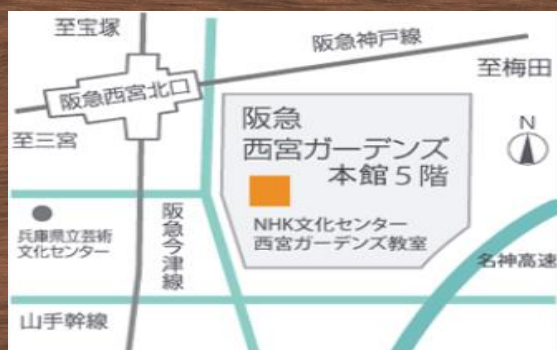 至宝塚
阪急神戸線
至梅田
阪急西宮北口
至三宮
阪急
西宮ガーデンズ
本館5階
N
NHK文化センター
西宮ガーデンズ教室
兵庫県立芸術
文化センター
阪急今津線
名神高速
山手幹線